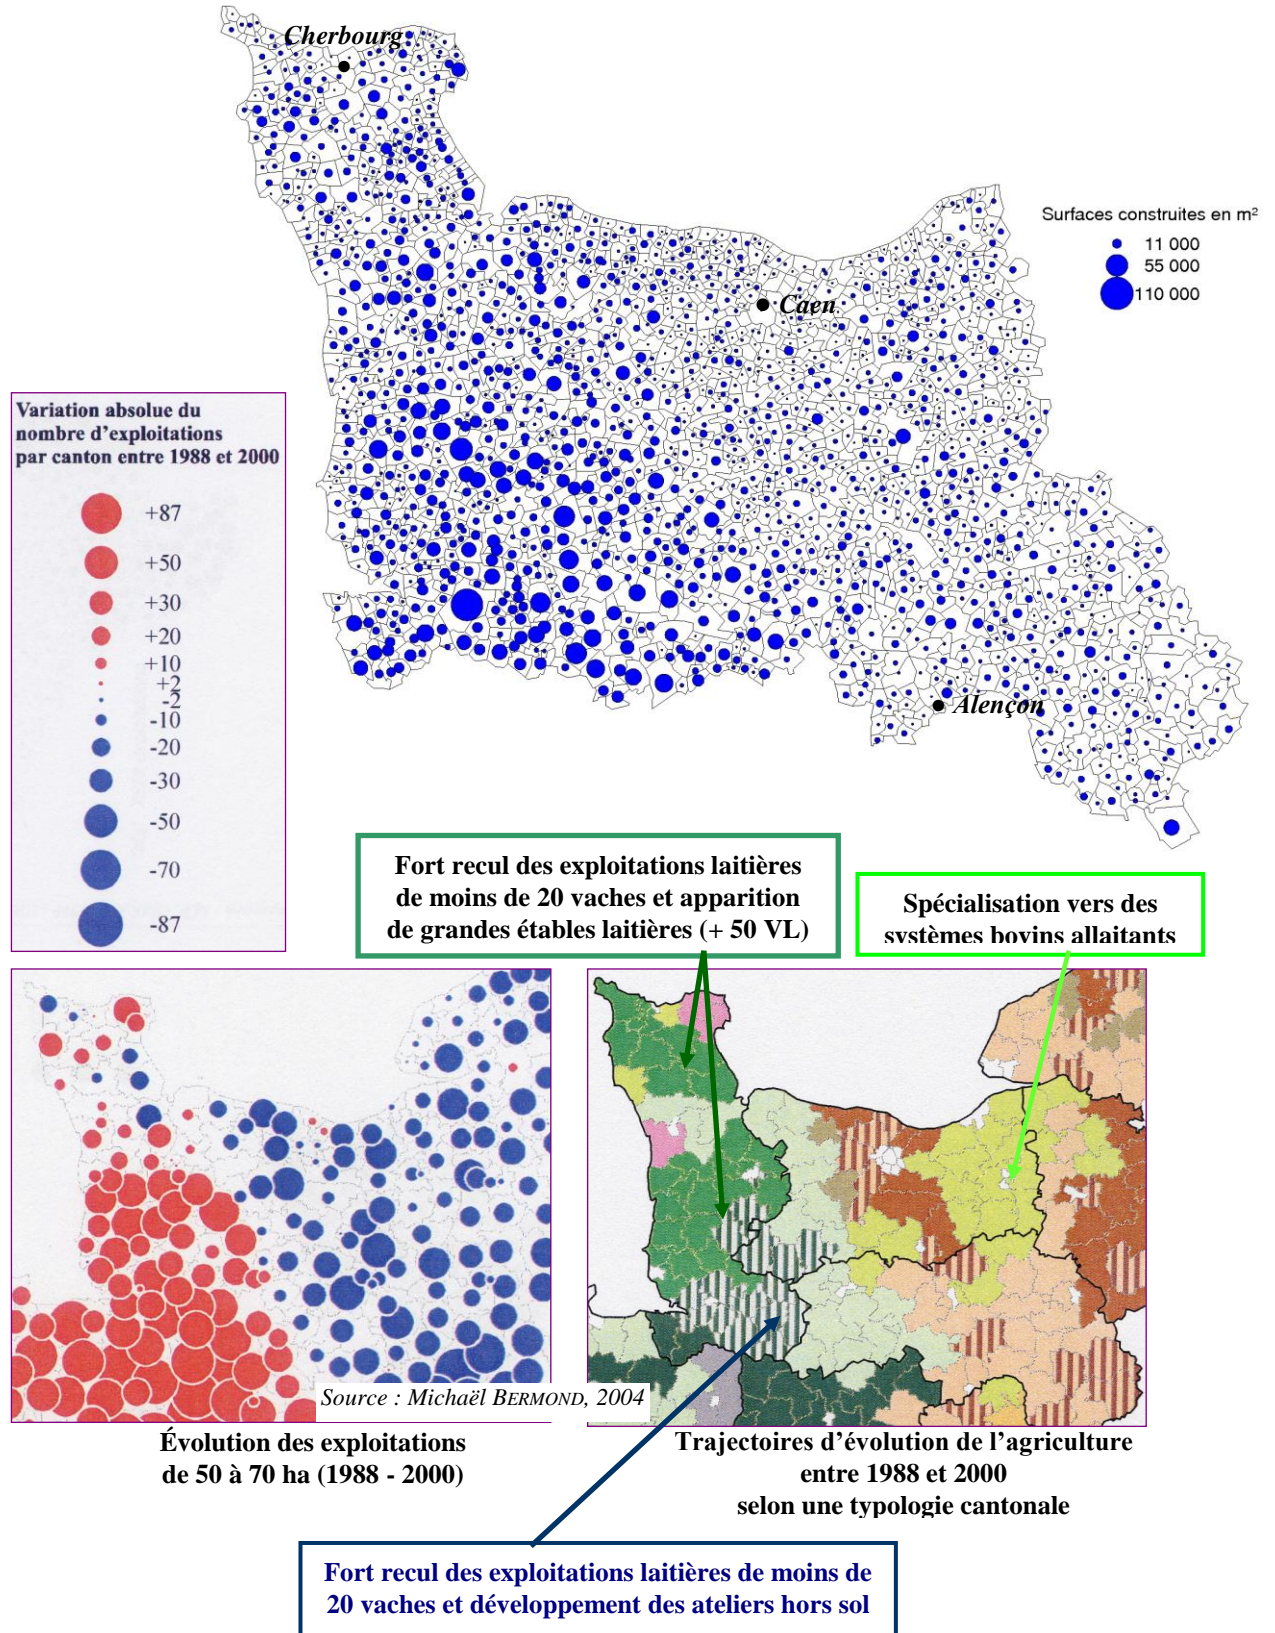 Cherbourg
Surfaces construites en m²
11 000
55 000
110 000
Caen
Variation absolue du
nombre d'exploitations
par canton entre 1988 et 2000
+87
+50
+30
+20
+10
+2
-2
-10
-20
-30
-50
-70
-87
Alençon
Fort recul des exploitations laitières
de moins de 20 vaches et apparition
de grandes étables laitières (+ 50 VL)
Spécialisation vers des
systèmes bovins allaitants
Source : Michaël BERMOND, 2004
Évolution des exploitations
de 50 à 70 ha (1988 - 2000)
Trajectoires d'évolution de l'agriculture
entre 1988 et 2000
selon une typologie cantonale
Fort recul des exploitations laitières de moins de
20 vaches et développement des ateliers hors sol